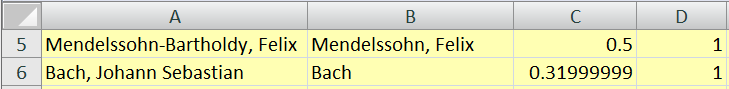 A B C D
5 Mendelssohn-Bartholdy, Felix Mendelssohn, Felix 0.5 1
6 Bach, Johann Sebastian Bach 0.31999999 1